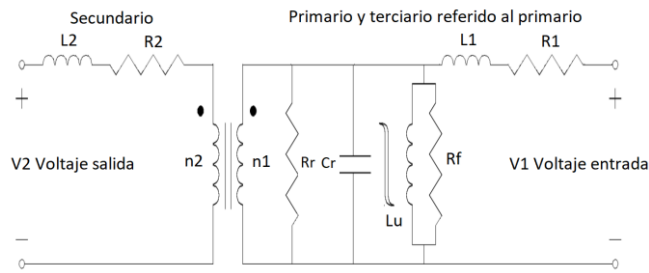 Secundario
Primario y terciario referido al primario
L2
R2
L1
R1
+
+
V2 Voltaje salida
n2
n1
Rr
Cr
Rf
V1 Voltaje entrada
Lu
−
−